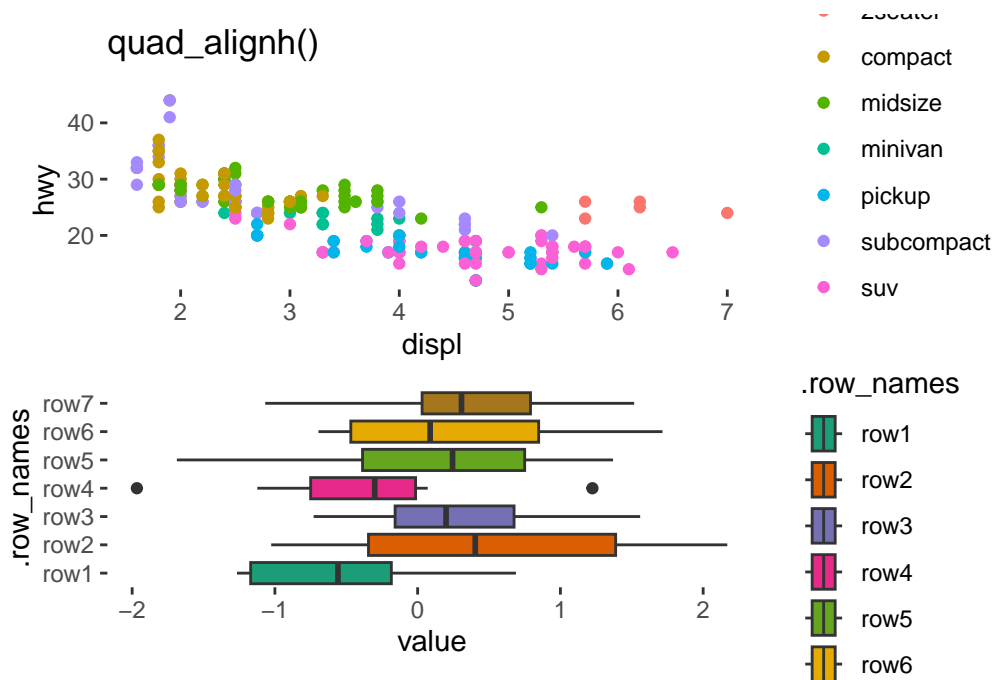 quad_alignh()
hwy
40
30
20
2 3 4 5 6 7
displ
compact
midsize
minivan
pickup
subcompact
suv
.row_names
row7
row6
row5
row4
row3
row2
row1
−2 −1 0 1 2
value
.row_names
row1
row2
row3
row4
row5
row6